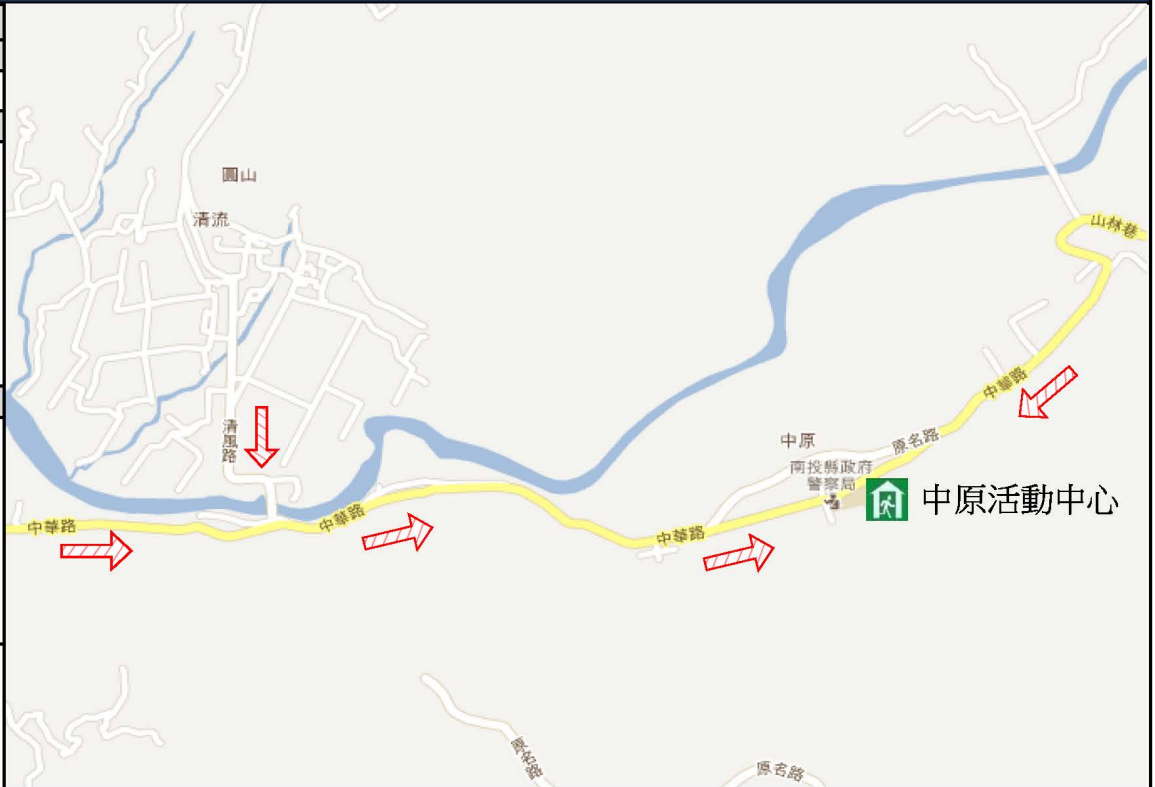 圓山
清流
山林巷
中華路
清風路
中原
原名路
南投縣政府
警察局
中原活動中心
中華路
中華路
中華路
原名路
原名路